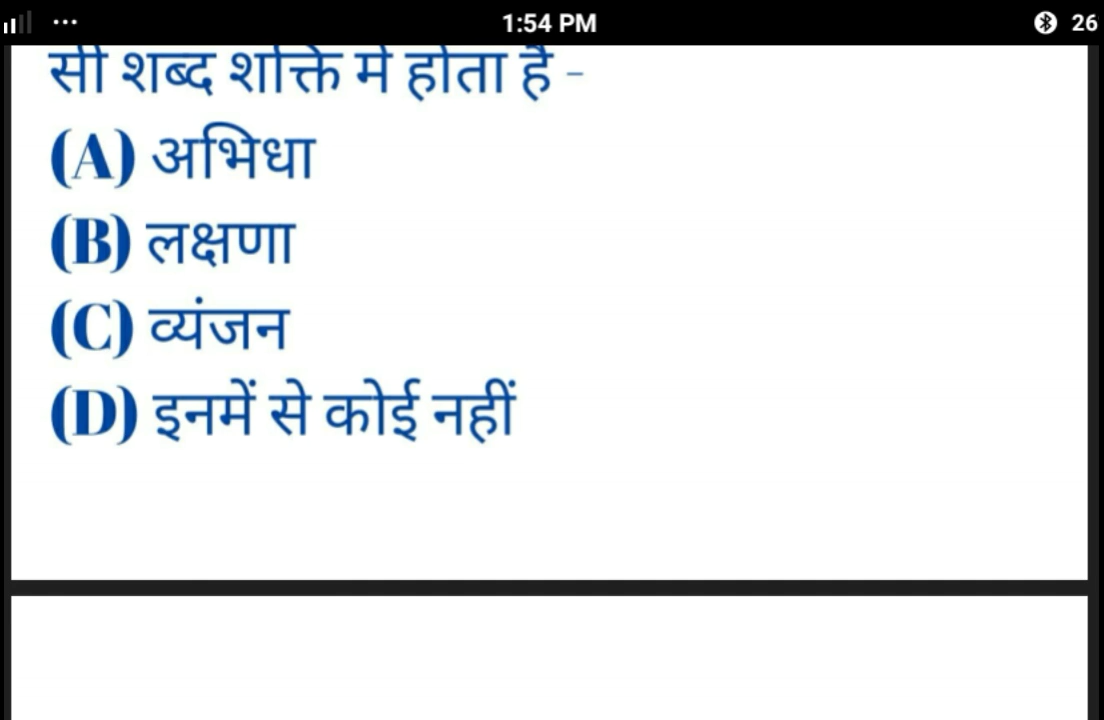 1:54 PM 26
सी शब्द शक्ति में होता है -
(A) अभिधा
(B) लक्षणा
(C) व्यंजन
(D) इनमें से कोई नहीं